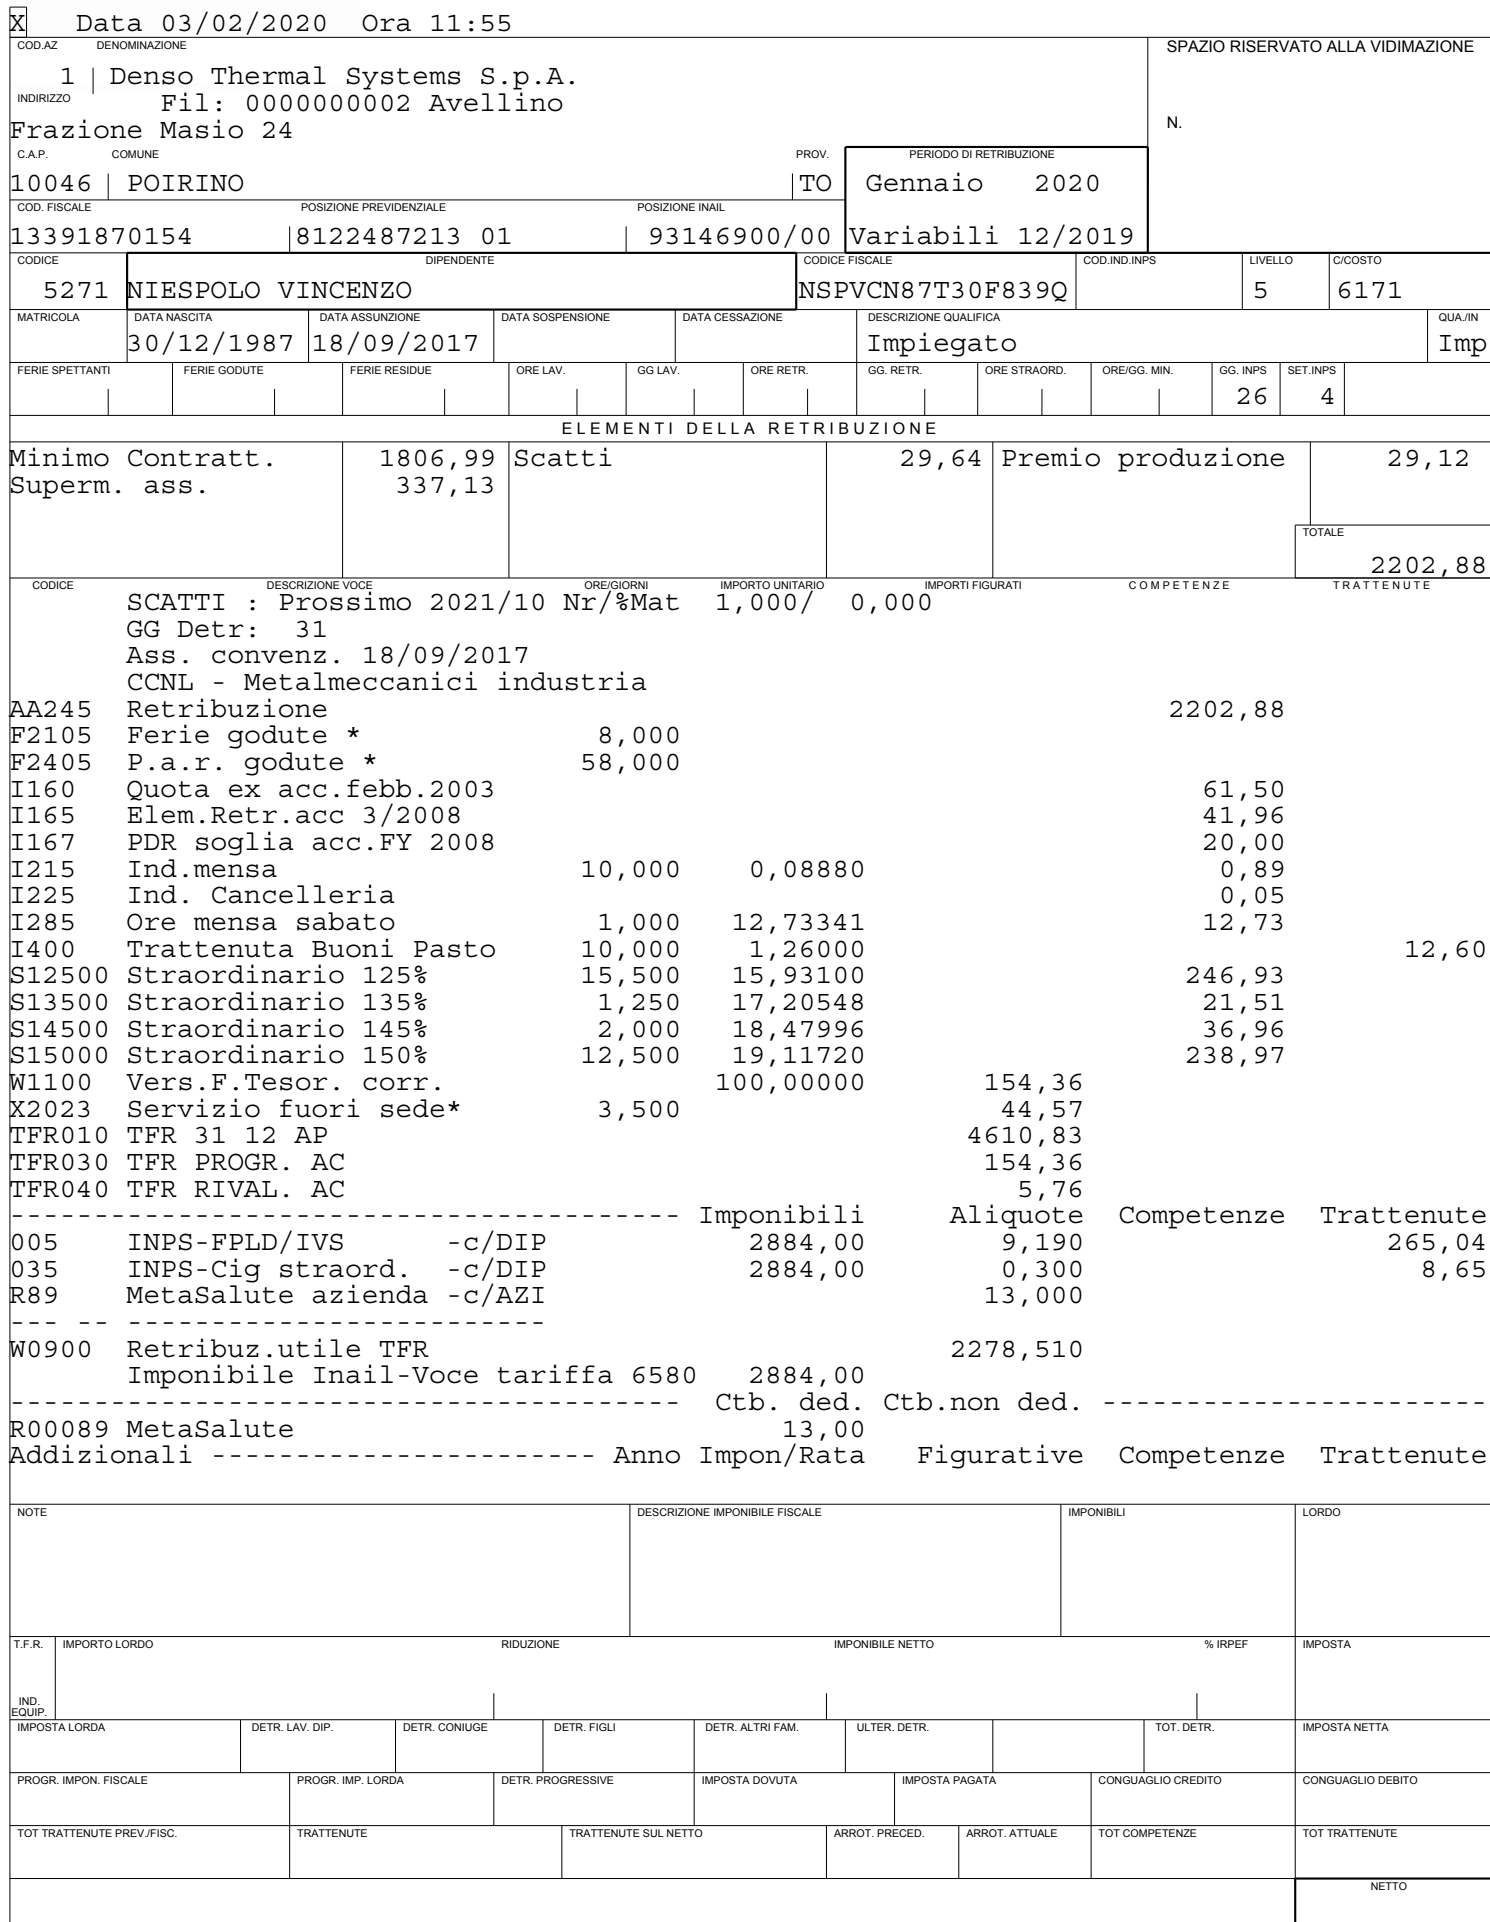 X Data 03/02/2020 Ora 11:55
COD.AZ DENOMINAZIONE SPAZIO RISERVATO ALLA VIDIMAZIONE
1 Denso Thermal Systems S.p.A.
INDIRIZZO Fil: 0000000002 Avellino
Frazione Masio 24 N.
C.A.P. COMUNE PROV. PERIODO DI RETRIBUZIONE
10046 POIRINO TO Gennaio 2020
COD. FISCALE POSIZIONE PREVIDENZIALE POSIZIONE INAIL
13391870154 8122487213 01 93146900/00 Variabili 12/2019
CODICE DIPENDENTE CODICE FISCALE COD.IND.INPS LIVELLO C/COSTO
5271 NIESPOLO VINCENZO NSPVCN87T30F839Q 5 6171
MATRICOLA DATA NASCITA DATA ASSUNZIONE DATA SOSPENSIONE DATA CESSAZIONE DESCRIZIONE QUALIFICA QUA./IN
30/12/1987 18/09/2017 Impiegato Imp
FERIE SPETTANTI FERIE GODUTE FERIE RESIDUE ORE LAV. GG LAV. ORE RETR. GG. RETR. ORE STRAORD. ORE/GG. MIN. GG. INPS SET.INPS
26 4
ELEMENTI DELLA RETRIBUZIONE
Minimo Contratt. 1806,99 Scatti 29,64 Premio produzione 29,12
Superm. ass. 337,13
TOTALE
2202,88
CODICE DESCRIZIONE VOCE ORE/GIORNI IMPORTO UNITARIO IMPORTI FIGURATI COMPETENZE TRATTENUTE
SCATTI : Prossimo 2021/10 Nr/%Mat 1,000/ 0,000
GG Detr: 31
Ass. convenz. 18/09/2017
CCNL - Metalmeccanici industria
AA245 Retribuzione 2202,88
F2105 Ferie godute * 8,000
F2405 P.a.r. godute * 58,000
I160 Quota ex acc.febb.2003 61,50
I165 Elem.Retr.acc 3/2008 41,96
I167 PDR soglia acc.FY 2008 20,00
I215 Ind.mensa 10,000 0,08880 0,89
I225 Ind. Cancelleria 0,05
I285 Ore mensa sabato 1,000 12,73341 12,73
I400 Trattenuta Buoni Pasto 10,000 1,26000 12,60
S12500 Straordinario 125% 15,500 15,93100 246,93
S13500 Straordinario 135% 1,250 17,20548 21,51
S14500 Straordinario 145% 2,000 18,47996 36,96
S15000 Straordinario 150% 12,500 19,11720 238,97
W1100 Vers.F.Tesor. corr. 100,00000 154,36
X2023 Servizio fuori sede* 3,500 44,57
TFR010 TFR 31 12 AP 4610,83
TFR030 TFR PROGR. AC 154,36
TFR040 TFR RIVAL. AC 5,76
---------------------------------------- Imponibili Aliquote Competenze Trattenute
005 INPS-FPLD/IVS -c/DIP 2884,00 9,190 265,04
035 INPS-Cig straord. -c/DIP 2884,00 0,300 8,65
R89 MetaSalute azienda -c/AZI 13,000
--- -- -------------------------
W0900 Retribuz.utile TFR 2278,510
Imponibile Inail-Voce tariffa 6580 2884,00
---------------------------------------- Ctb. ded. Ctb.non ded. -----------------------
R00089 MetaSalute 13,00
Addizionali ----------------------- Anno Impon/Rata Figurative Competenze Trattenute
NOTE DESCRIZIONE IMPONIBILE FISCALE IMPONIBILI LORDO
T.F.R. IMPORTO LORDO RIDUZIONE IMPONIBILE NETTO % IRPEF IMPOSTA
IND. EQUIP.
IMPOSTA LORDA DETR. LAV. DIP. DETR. CONIUGE DETR. FIGLI DETR. ALTRI FAM. ULTER. DETR. TOT. DETR. IMPOSTA NETTA
PROGR. IMPON. FISCALE PROGR. IMP. LORDA DETR. PROGRESSIVE IMPOSTA DOVUTA IMPOSTA PAGATA CONGUAGLIO CREDITO CONGUAGLIO DEBITO
TOT TRATTENUTE PREV./FISC. TRATTENUTE TRATTENUTE SUL NETTO ARROT. PRECED. ARROT. ATTUALE TOT COMPETENZE TOT TRATTENUTE
NETTO